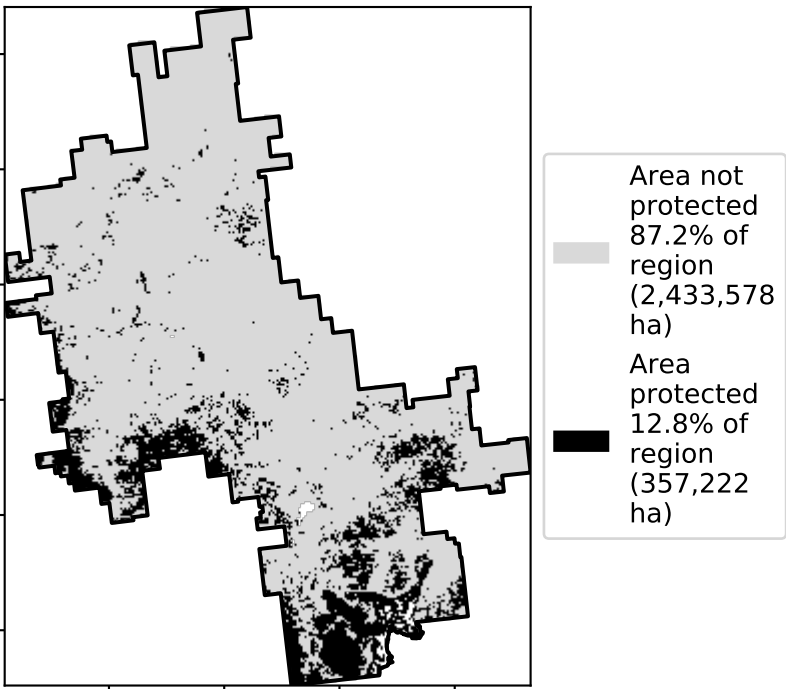 Area not
protected
87.2% of
region
(2,433,578
ha)
Area
protected
12.8% of
region
(357,222
ha)